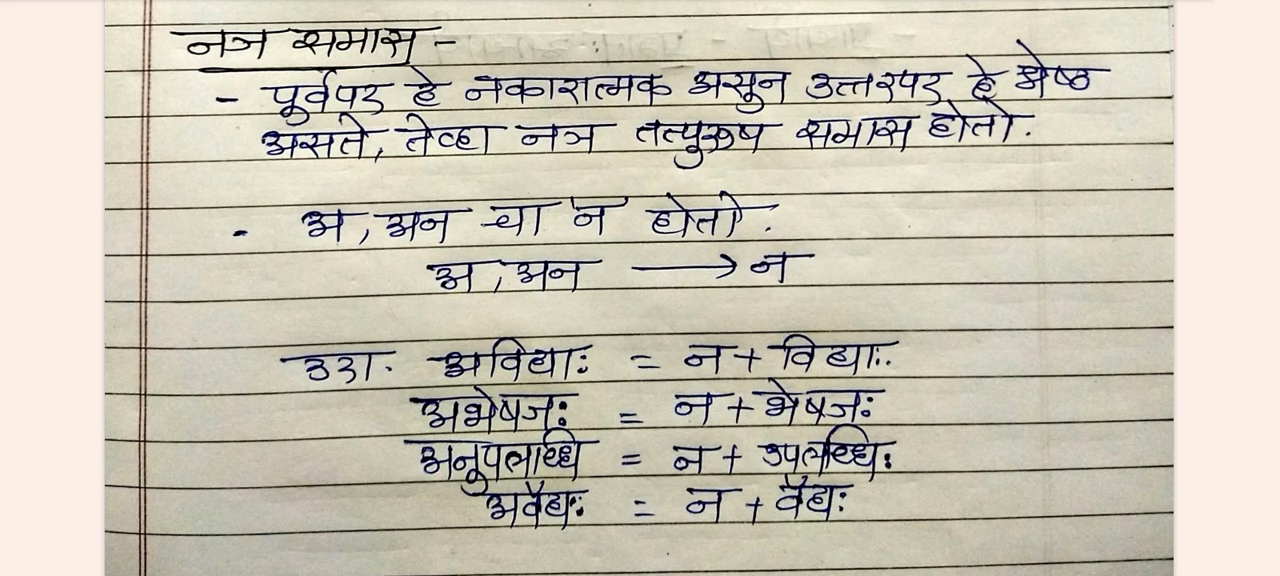 नञ समास -
- पूर्वपद हे नकारात्मक असून उत्तरपद हे श्रेष्ठ
असते, तेव्हा नञ तत्पुरुष समास होतो.
- अ, अन चा 'न' होतो.
अ, अन ⟶ न
उदा. अविद्याः = न + विद्याः
अभेषजः = न + भेषजः
अनुपलाब्धि = न + उपलब्धिः
अवैद्यः = न + वैद्यः